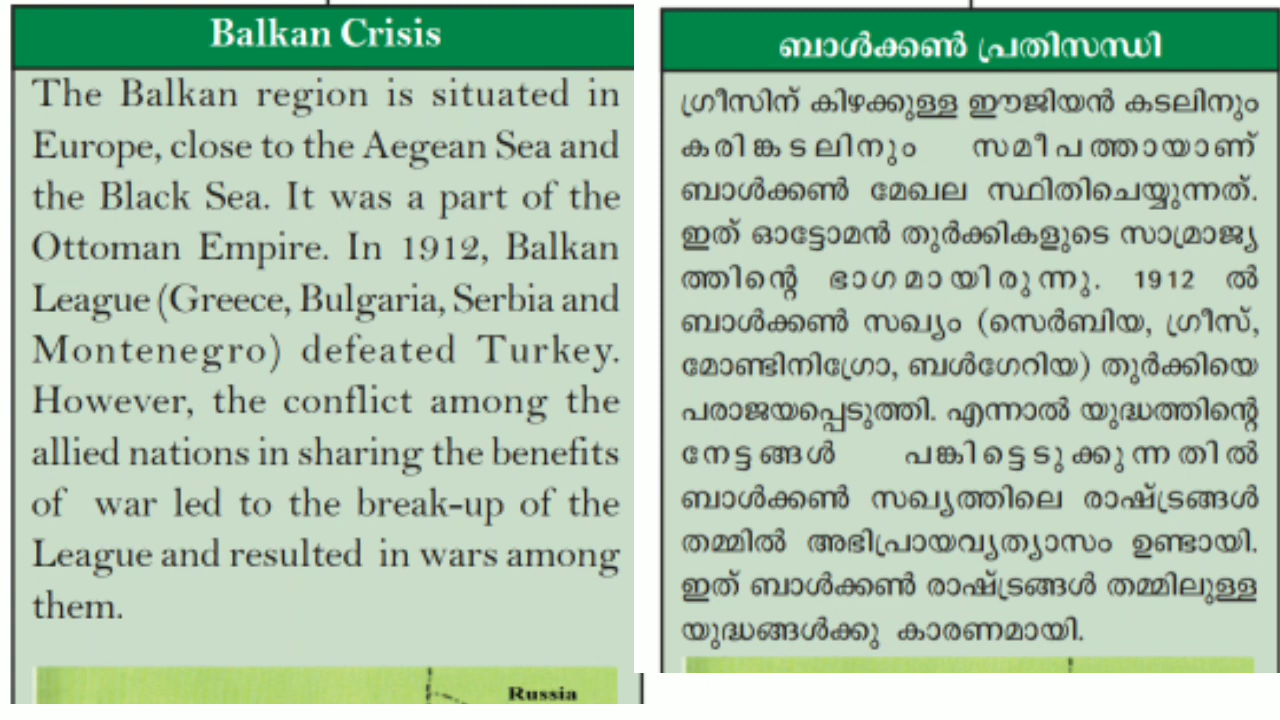 Balkan Crisis
The Balkan region is situated in
Europe, close to the Aegean Sea and
the Black Sea. It was a part of the
Ottoman Empire. In 1912, Balkan
League (Greece, Bulgaria, Serbia and
Montenegro) defeated Turkey.
However, the conflict among the
allied nations in sharing the benefits
of war led to the break-up of the
League and resulted in wars among
them.
Russia
ബാൾക്കൺ പ്രതിസന്ധി
ഗ്രീസിന് കിഴക്കുള്ള ഈജിയൻ കടലിനും
കരിങ്കടലിനും സമീപത്തായാണ്
ബാൾക്കൺ മേഖല സ്ഥിതിചെയ്യുന്നത്.
ഇത് ഓട്ടോമൻ തുർക്കികളുടെ സാമ്രാജ്യ
ത്തിന്റെ ഭാഗമായിരുന്നു. 1912 ൽ
ബാൾക്കൺ സഖ്യം (സെർബിയ, ഗ്രീസ്,
മോണ്ടിനിഗ്രോ, ബൾഗേറിയ) തുർക്കിയെ
പരാജയപ്പെടുത്തി. എന്നാൽ യുദ്ധത്തിന്റെ
നേട്ടങ്ങൾ പങ്കിട്ടെടുക്കുന്നതിൽ
ബാൾക്കൺ സഖ്യത്തിലെ രാഷ്ട്രങ്ങൾ
തമ്മിൽ അഭിപ്രായവ്യത്യാസം ഉണ്ടായി.
ഇത് ബാൾക്കൺ രാഷ്ട്രങ്ങൾ തമ്മിലുള്ള
യുദ്ധങ്ങൾക്കു കാരണമായി.